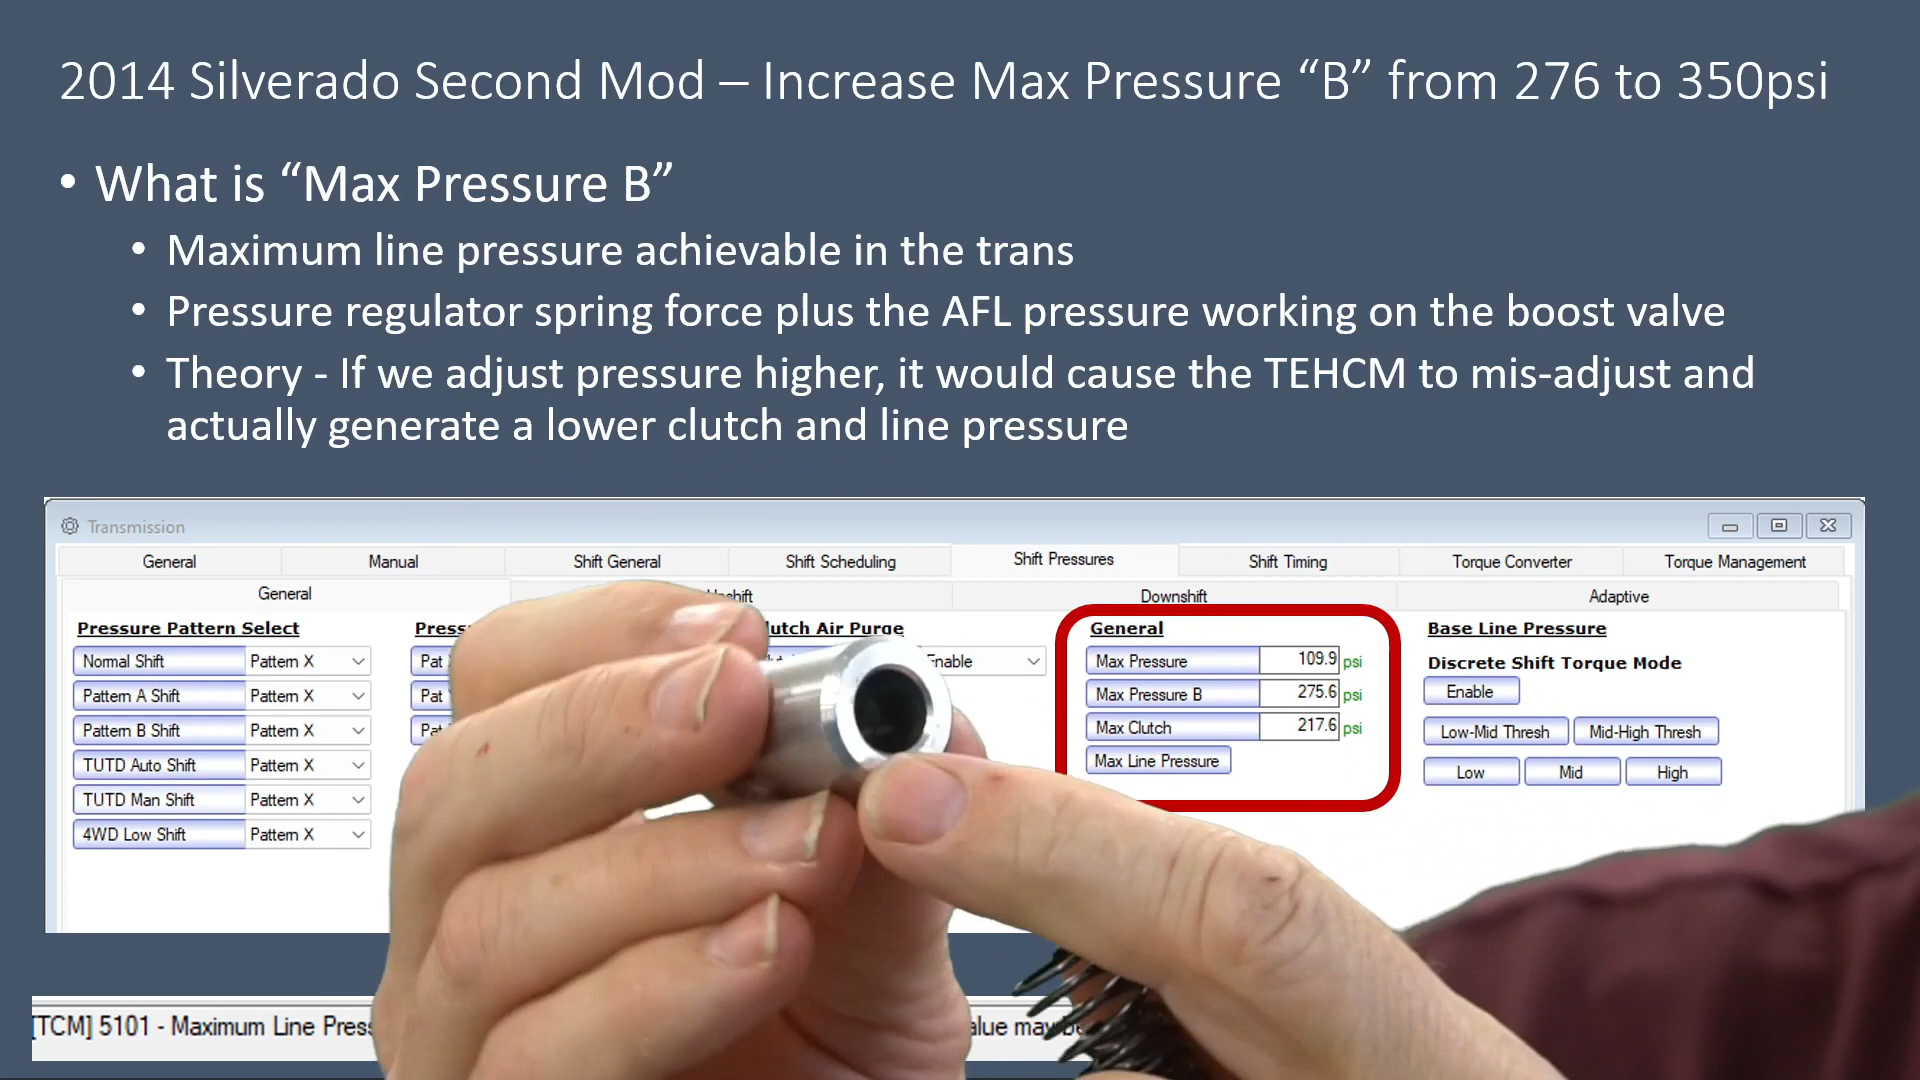 2014 Silverado Second Mod – Increase Max Pressure “B” from 276 to 350psi
• What is “Max Pressure B”
• Maximum line pressure achievable in the trans
• Pressure regulator spring force plus the AFL pressure working on the boost valve
• Theory - If we adjust pressure higher, it would cause the TEHCM to mis-adjust and
actually generate a lower clutch and line pressure
Transmission
General Manual Shift General Shift Scheduling Shift Pressures Shift Timing Torque Converter Torque Management
General Downshift Adaptive
Pressure Pattern Select
Normal Shift Pattern X
Pattern A Shift Pattern X
Pattern B Shift Pattern X
TUTD Auto Shift Pattern X
TUTD Man Shift Pattern X
4WD Low Shift Pattern X
Pat
Pat
Pat
Air Purge
Enable
General
Max Pressure 109.9 psi
Max Pressure B 275.6 psi
Max Clutch 217.6 psi
Max Line Pressure
Base Line Pressure
Discrete Shift Torque Mode
Enable
Low-Mid Thresh Mid-High Thresh
Low Mid High
[TCM] 5101 - Maximum Line Press
alue may be